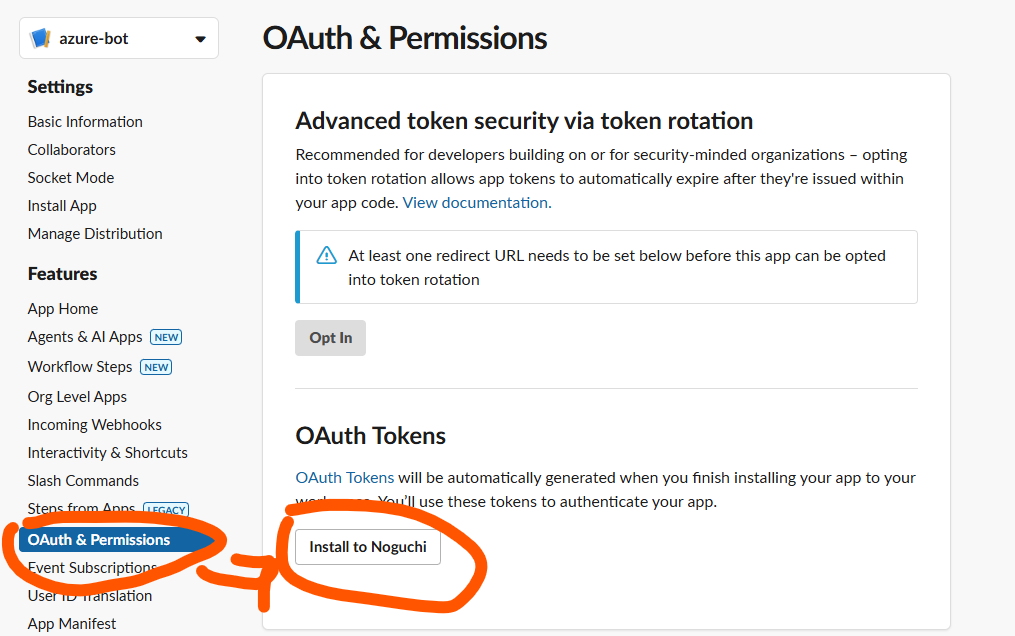 azure-bot
Settings
Basic Information
Collaborators
Socket Mode
Install App
Manage Distribution
Features
App Home
Agents & AI Apps NEW
Workflow Steps NEW
Org Level Apps
Incoming Webhooks
Interactivity & Shortcuts
Slash Commands
Steps from Apps LEGACY
OAuth & Permissions
Event Subscriptions
User ID Translation
App Manifest
OAuth & Permissions
Advanced token security via token rotation
Recommended for developers building on or for security-minded organizations – opting
into token rotation allows app tokens to automatically expire after they're issued within
your app code. View documentation.
At least one redirect URL needs to be set below before this app can be opted
into token rotation
Opt In
OAuth Tokens
OAuth Tokens will be automatically generated when you finish installing your app to your
workspace. You'll use these tokens to authenticate your app.
Install to Noguchi